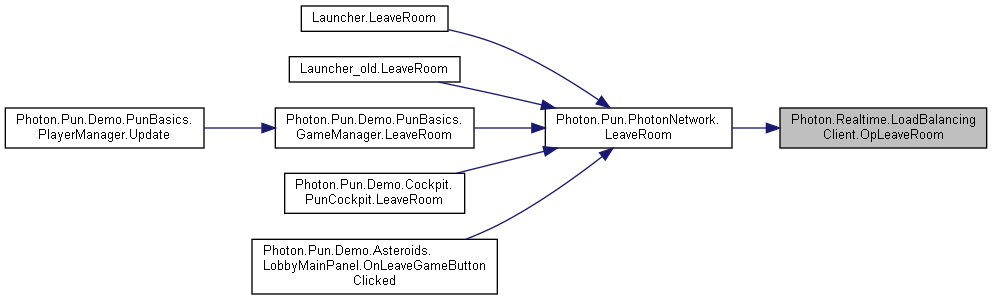 Launcher.LeaveRoom
Launcher_old.LeaveRoom
Photon.Pun.Demo.PunBasics.
PlayerManager.Update
Photon.Pun.Demo.PunBasics.
GameManager.LeaveRoom
Photon.Pun.PhotonNetwork.
LeaveRoom
Photon.Realtime.LoadBalancing
Client.OpLeaveRoom
Photon.Pun.Demo.Cockpit.
PunCockpit.LeaveRoom
Photon.Pun.Demo.Asteroids.
LobbyMainPanel.OnLeaveGameButton
Clicked